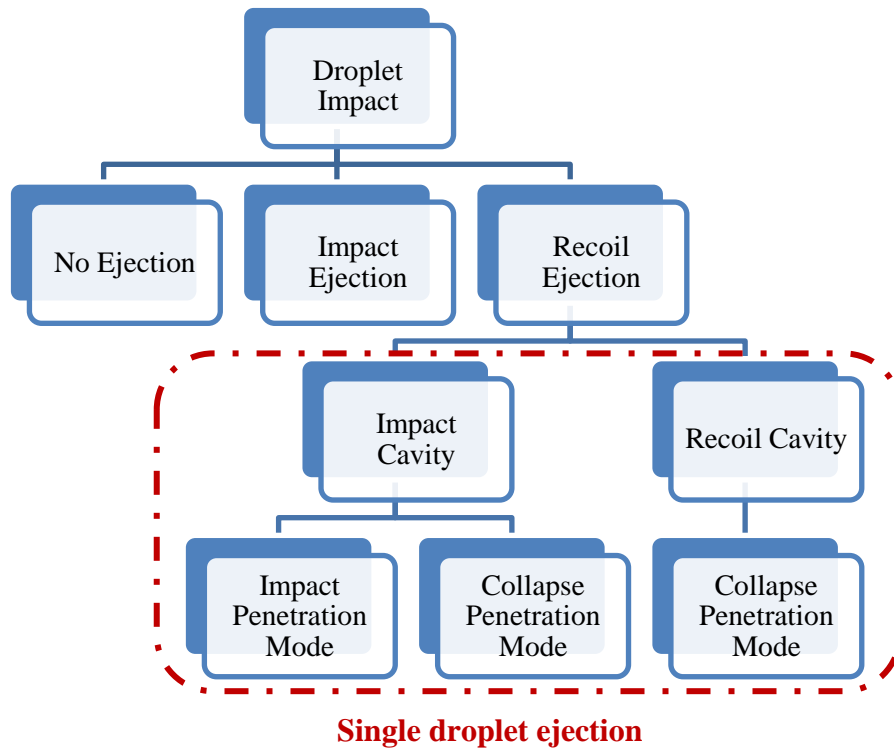 Droplet
Impact
No Ejection
Impact
Ejection
Recoil
Ejection
Impact
Cavity
Recoil Cavity
Impact
Penetration
Mode
Collapse
Penetration
Mode
Collapse
Penetration
Mode
Single droplet ejection